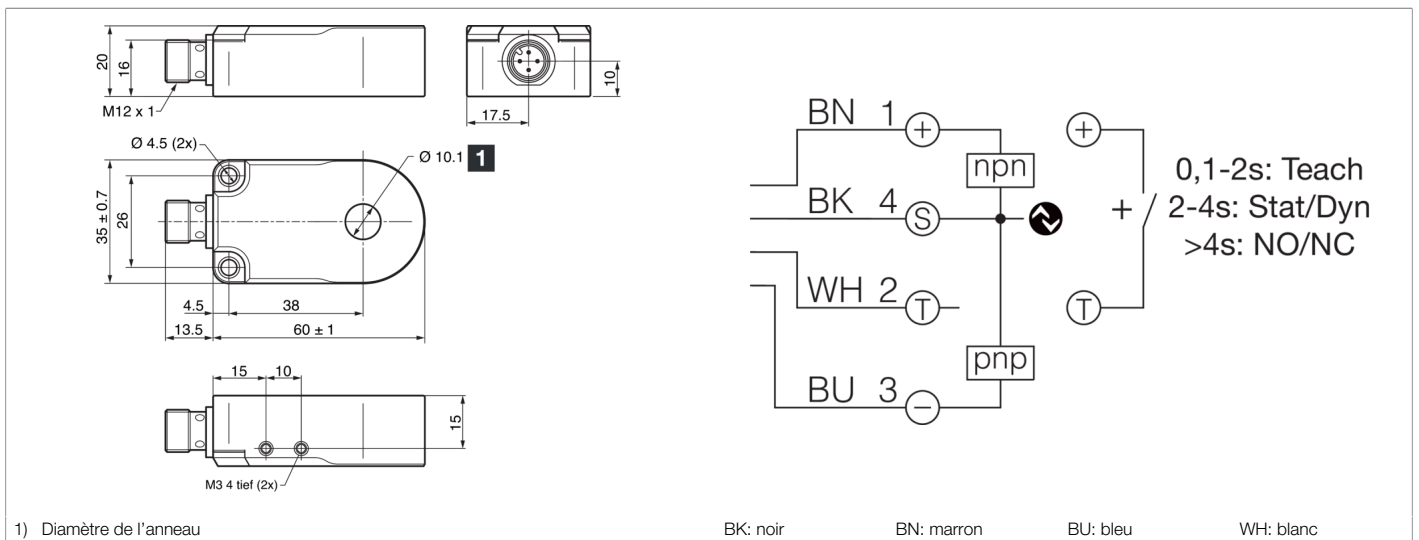 20
16
M12 x 1
10
17.5
Ø 4.5 (2x)
Ø 10.1 1
35 ± 0.7
26
4.5
38
13.5
60 ± 1
15
10
15
M3 4 tief (2x)
BN 1 +
npn
BK 4 S
WH 2 T
pnp
BU 3 −
+
+
T
0,1-2s: Teach
2-4s: Stat/Dyn
>4s: NO/NC
1) Diamètre de l'anneau
BK: noir BN: marron BU: bleu WH: blanc